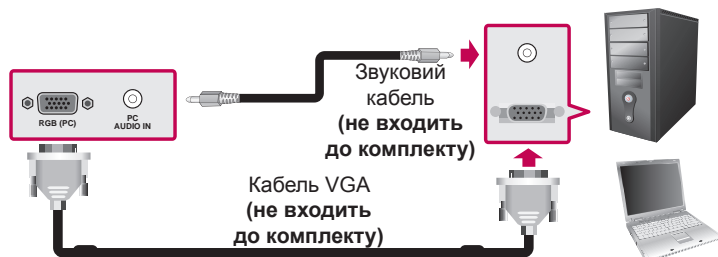 RGB (PC)
PC
AUDIO IN
Звуковий
кабель
(не входить
до комплекту)
Кабель VGA
(не входить
до комплекту)